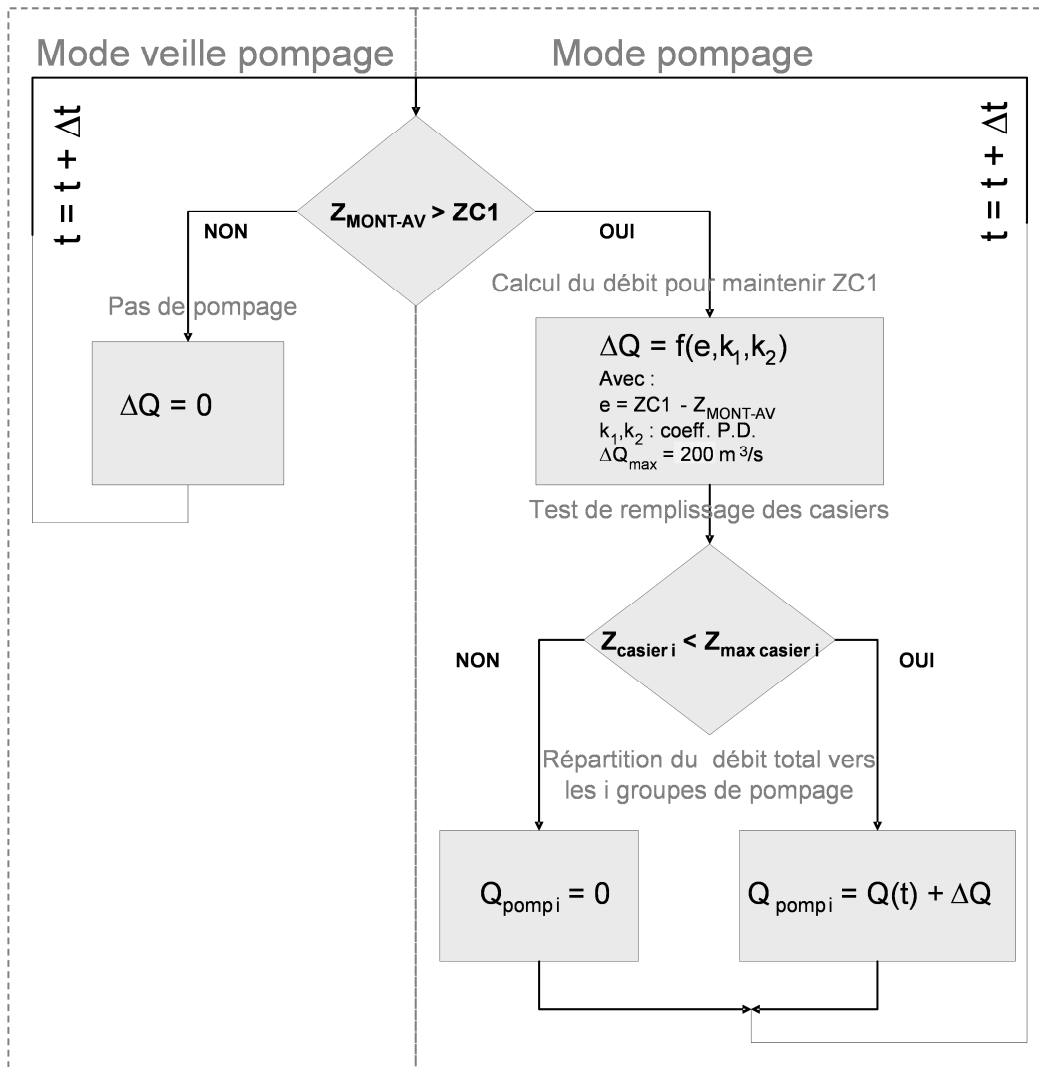 Mode veille pompage
Mode pompage
t = t + Δt
t = t + Δt
Z_MONT-AV > ZC1
NON
OUI
Pas de pompage
Calcul du débit pour maintenir ZC1
ΔQ = 0
ΔQ = f(e,k₁,k₂)
Avec :
e = ZC1 - Z_MONT-AV
k₁,k₂ : coeff. P.D.
ΔQ_max = 200 m³/s
Test de remplissage des casiers
Z_casier i < Z_max casier i
NON
OUI
Répartition du débit total vers
les i groupes de pompage
Q_pomp i = 0
Q_pomp i = Q(t) + ΔQ